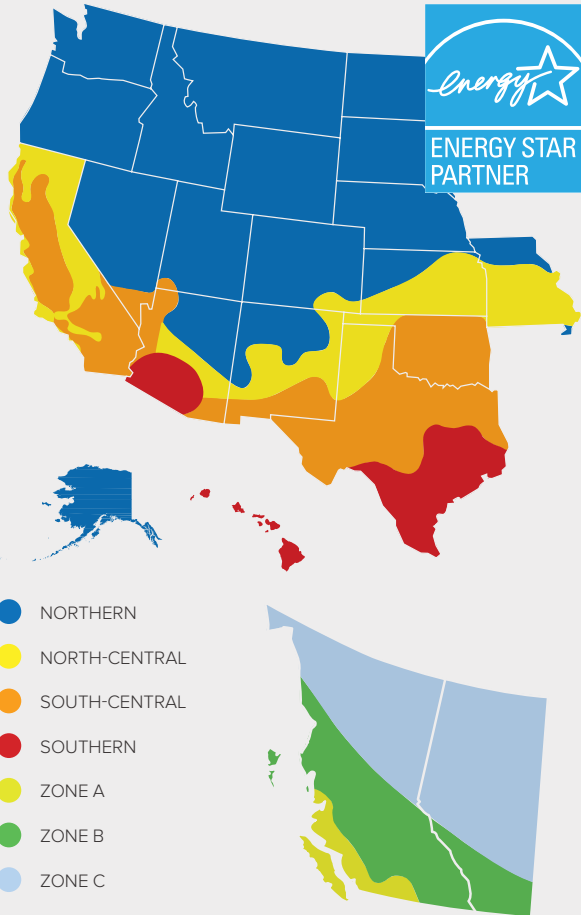 energy
ENERGY STAR
PARTNER
NORTHERN
NORTH-CENTRAL
SOUTH-CENTRAL
SOUTHERN
ZONE A
ZONE B
ZONE C